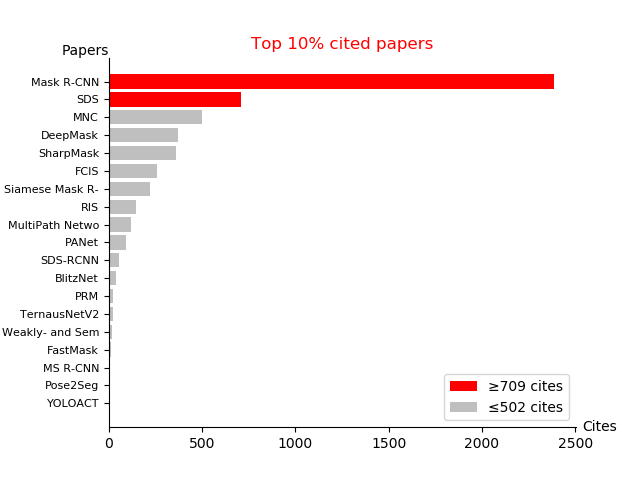 Top 10% cited papers
Papers
Mask R-CNN
SDS
MNC
DeepMask
SharpMask
FCIS
Siamese Mask R-
RIS
MultiPath Netwo
PANet
SDS-RCNN
BlitzNet
PRM
TernausNetV2
Weakly- and Sem
FastMask
MS R-CNN
Pose2Seg
YOLOACT
≥709 cites
≤502 cites
Cites
0 500 1000 1500 2000 2500